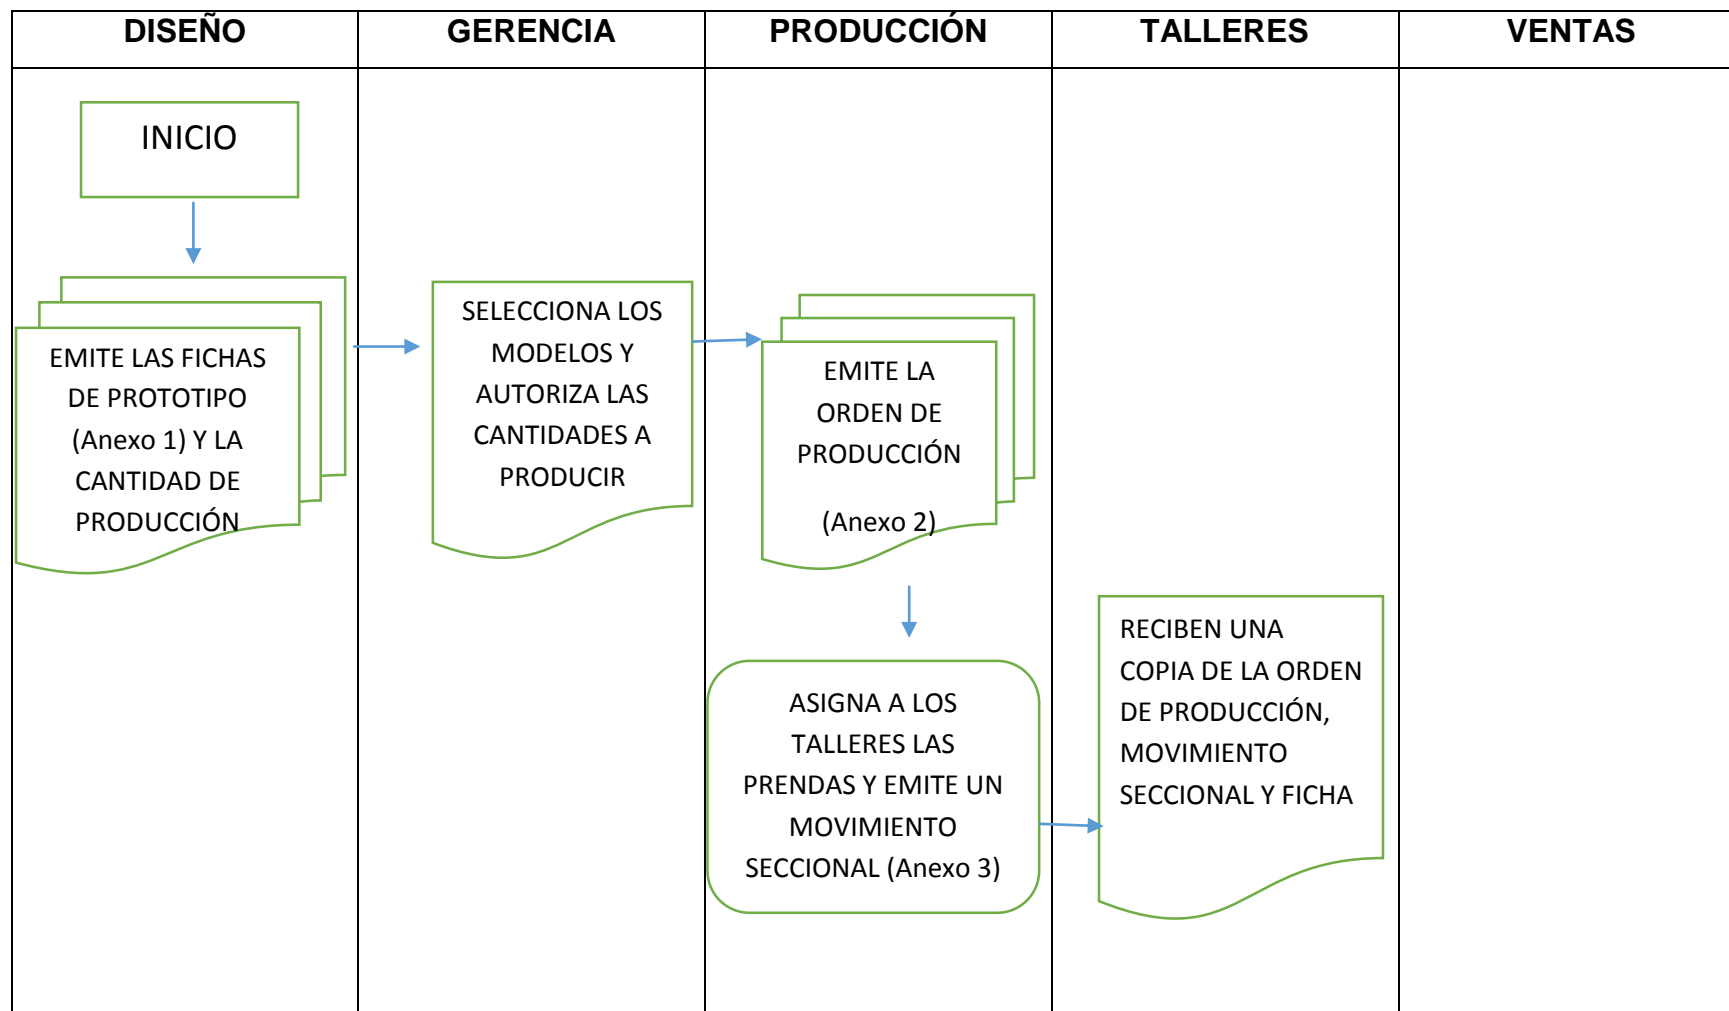 DISEÑO
GERENCIA
PRODUCCIÓN
TALLERES
VENTAS
INICIO
EMITE LAS FICHAS
DE PROTOTIPO
(Anexo 1) Y LA
CANTIDAD DE
PRODUCCIÓN
SELECCIONA LOS
MODELOS Y
AUTORIZA LAS
CANTIDADES A
PRODUCIR
EMITE LA
ORDEN DE
PRODUCCIÓN
(Anexo 2)
ASIGNA A LOS
TALLERES LAS
PRENDAS Y EMITE UN
MOVIMIENTO
SECCIONAL (Anexo 3)
RECIBEN UNA
COPIA DE LA ORDEN
DE PRODUCCIÓN,
MOVIMIENTO
SECCIONAL Y FICHA